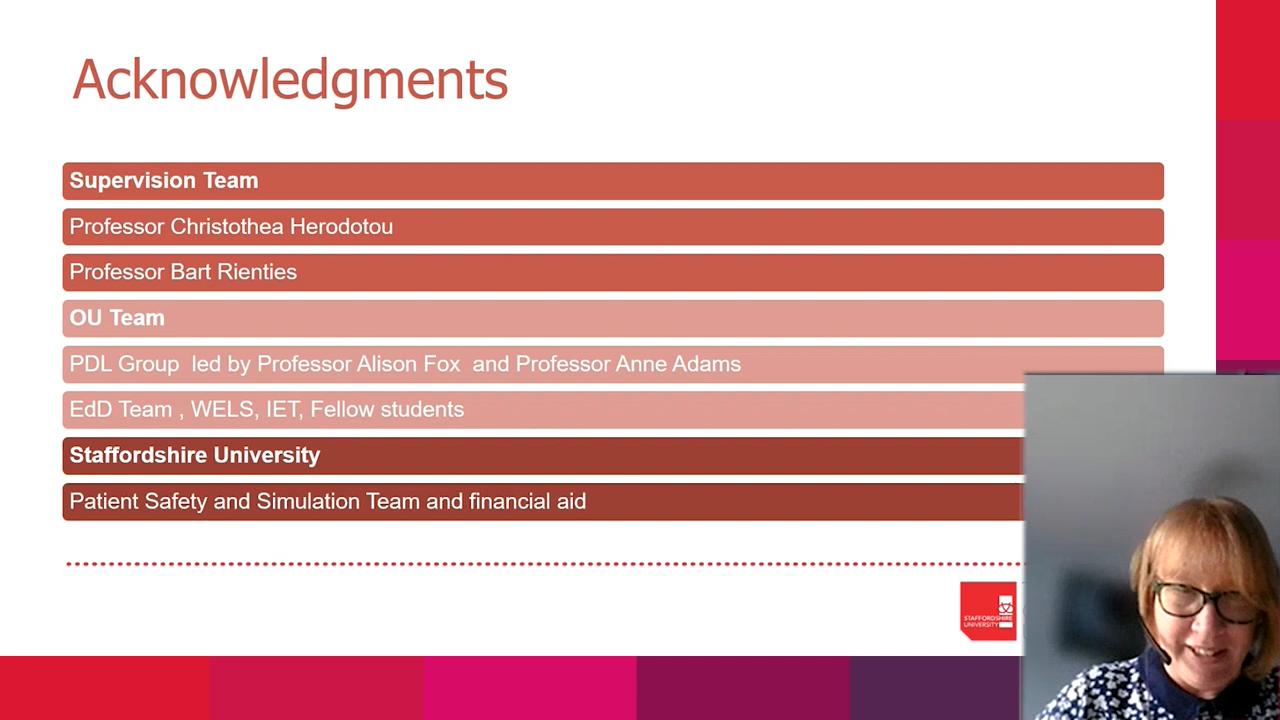 Acknowledgments
Supervision Team
Professor Christothea Herodotou
Professor Bart Rienties
OU Team
PDL Group  led by Professor Alison Fox  and Professor Anne Adams
EdD Team , WELS, IET, Fellow students
Staffordshire University
Patient Safety and Simulation Team and financial aid
STAFFORDSHIRE
UNIVERSITY